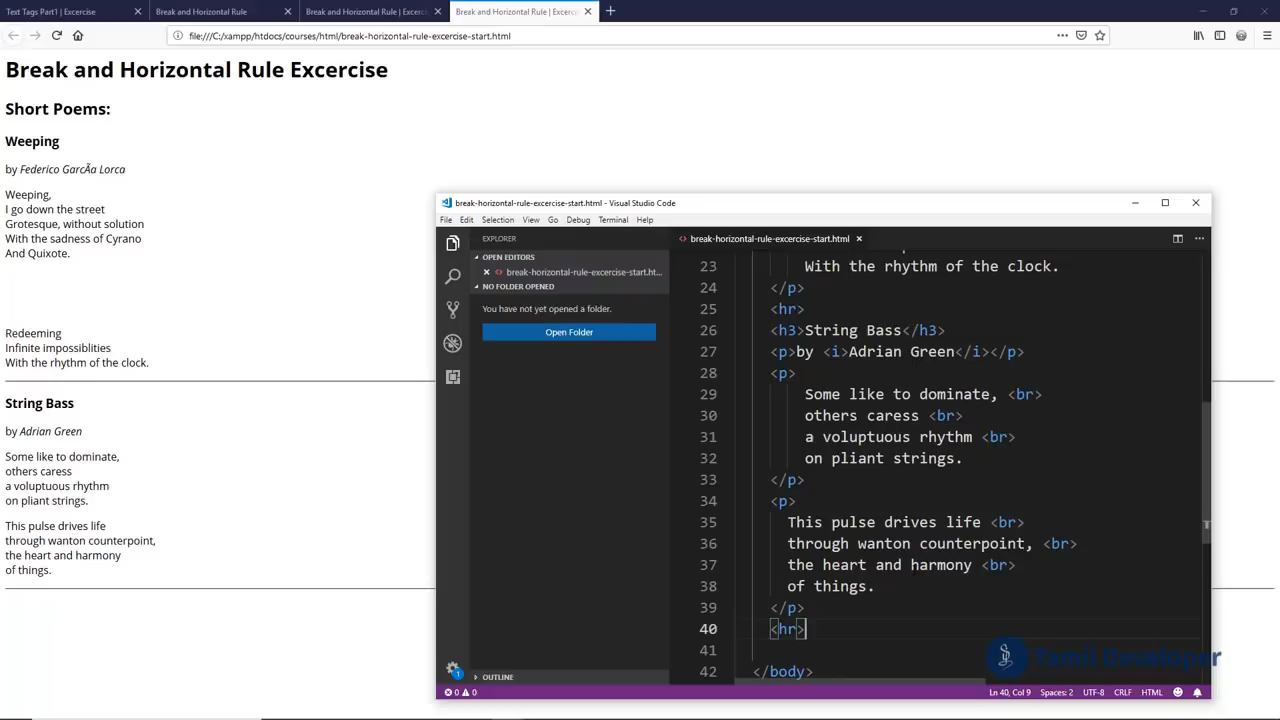 Text Tags Part1 | Excercise
Break and Horizontal Rule
Break and Horizontal Rule | Excerc
Break and Horizontal Rule | Excerc
file:///C:/xampp/htdocs/courses/html/break-horizontal-rule-excercise-start.html
Break and Horizontal Rule Excercise
Short Poems:
Weeping
by Federico GarcÃa Lorca
Weeping,
I go down the street
Grotesque, without solution
With the sadness of Cyrano
And Quixote.
Redeeming
Infinite impossiblities
With the rhythm of the clock.
String Bass
by Adrian Green
Some like to dominate,
others caress
a voluptuous rhythm
on pliant strings.
This pulse drives life
through wanton counterpoint,
the heart and harmony
of things.
break-horizontal-rule-excercise-start.html - Visual Studio Code
File Edit Selection View Go Debug Terminal Help
EXPLORER
OPEN EDITORS
break-horizontal-rule-excercise-start.ht...
NO FOLDER OPENED
You have not yet opened a folder.
Open Folder
OUTLINE
break-horizontal-rule-excercise-start.html
23 With the rhythm of the clock.
24 </p>
25 <hr>
26 <h3>String Bass</h3>
27 <p>by <i>Adrian Green</i></p>
28 <p>
29 Some like to dominate, <br>
30 others caress <br>
31 a voluptuous rhythm <br>
32 on pliant strings.
33 </p>
34 <p>
35 This pulse drives life <br>
36 through wanton counterpoint, <br>
37 the heart and harmony <br>
38 of things.
39 </p>
40 <hr>
41
42 </body>
Tamil Developer
0 0 Ln 40, Col 9 Spaces: 2 UTF-8 CRLF HTML
1